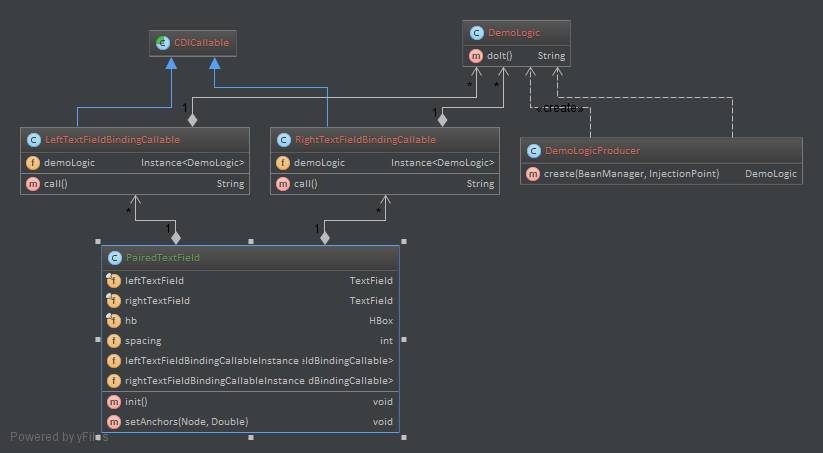 CDICallable
DemoLogic
doIt() String
1 * * 1
«create»
LeftTextFieldBindingCallable
demoLogic Instance<DemoLogic>
call() String
RightTextFieldBindingCallable
demoLogic Instance<DemoLogic>
call() String
DemoLogicProducer
create(BeanManager, InjectionPoint) DemoLogic
* 1 1 *
PairedTextField
leftTextField TextField
rightTextField TextField
hb HBox
spacing int
leftTextFieldBindingCallableInstance eldBindingCallable>
rightTextFieldBindingCallableInstance dBindingCallable>
init() void
setAnchors(Node, Double) void
Powered by yFiles